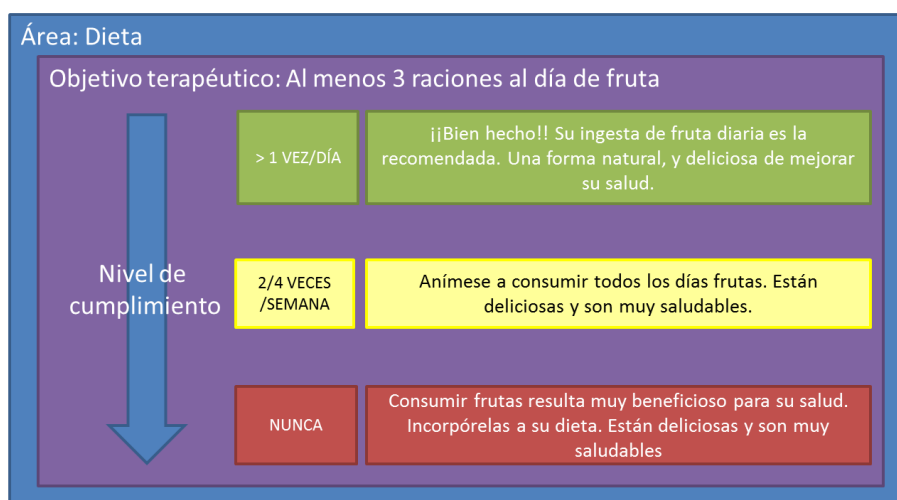 Área: Dieta
Objetivo terapéutico: Al menos 3 raciones al día de fruta
> 1 VEZ/DÍA
¡¡Bien hecho!! Su ingesta de fruta diaria es la
recomendada. Una forma natural, y deliciosa de mejorar
su salud.
Nivel de
cumplimiento
2/4 VECES
/SEMANA
Anímese a consumir todos los días frutas. Están
deliciosas y son muy saludables.
NUNCA
Consumir frutas resulta muy beneficioso para su salud.
Incorpórelas a su dieta. Están deliciosas y son muy
saludables